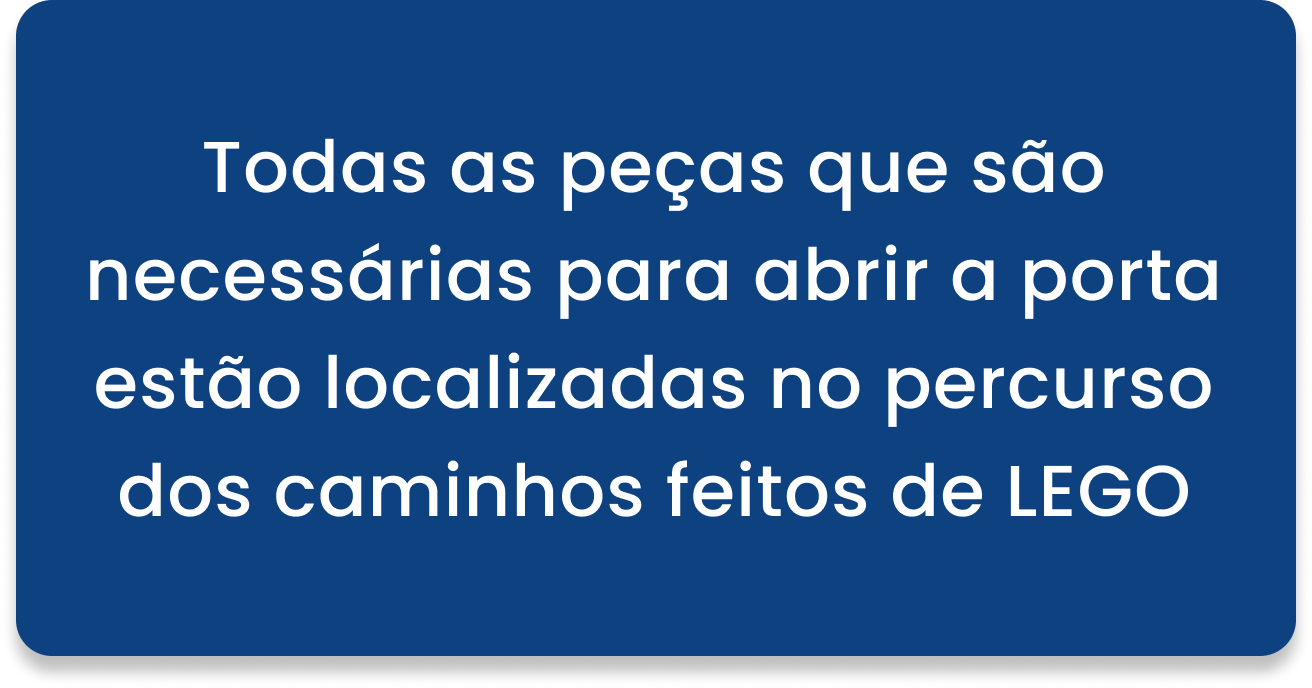 Todas as peças que são
necessárias para abrir a porta
estão localizadas no percurso
dos caminhos feitos de LEGO